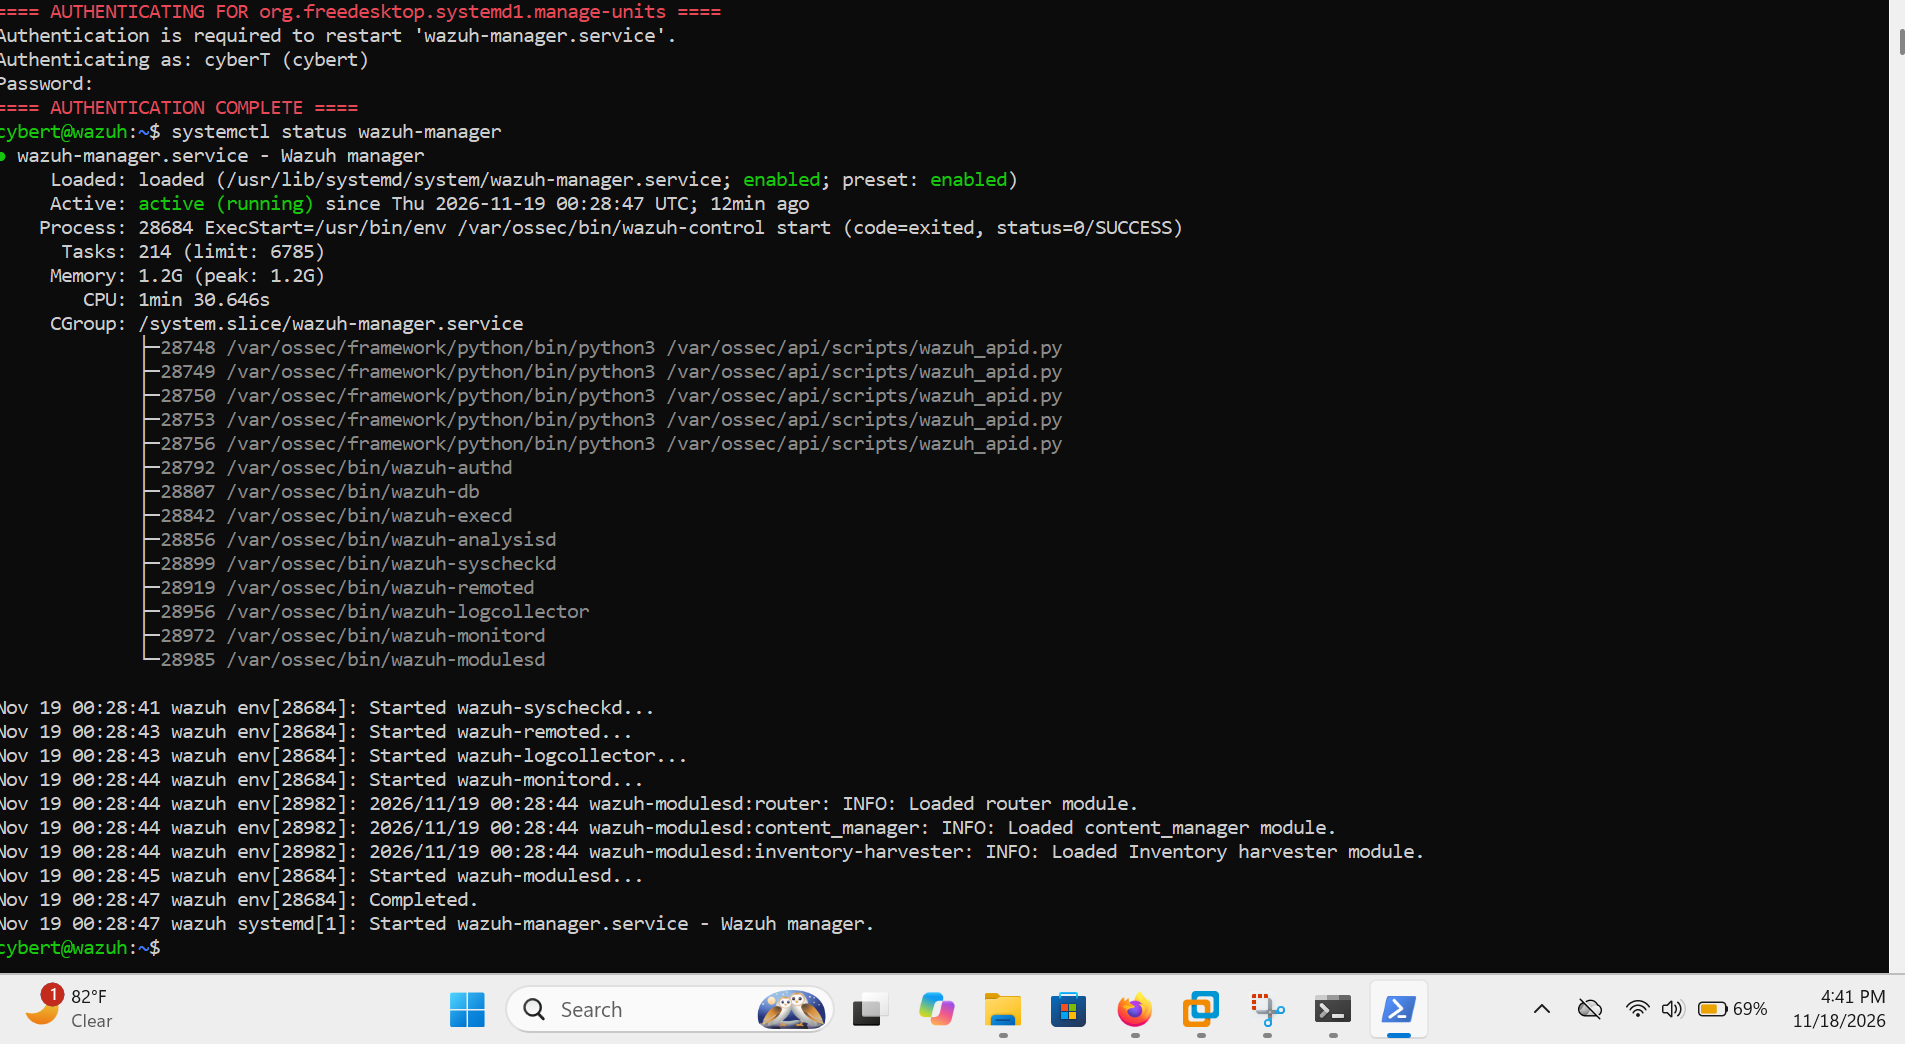 ==== AUTHENTICATING FOR org.freedesktop.systemd1.manage-units ====
Authentication is required to restart 'wazuh-manager.service'.
Authenticating as: cyberT (cybert)
Password:
==== AUTHENTICATION COMPLETE ====
cybert@wazuh:~$ systemctl status wazuh-manager
● wazuh-manager.service - Wazuh manager
     Loaded: loaded (/usr/lib/systemd/system/wazuh-manager.service; enabled; preset: enabled)
     Active: active (running) since Thu 2026-11-19 00:28:47 UTC; 12min ago
    Process: 28684 ExecStart=/usr/bin/env /var/ossec/bin/wazuh-control start (code=exited, status=0/SUCCESS)
      Tasks: 214 (limit: 6785)
     Memory: 1.2G (peak: 1.2G)
        CPU: 1min 30.646s
     CGroup: /system.slice/wazuh-manager.service
             ├─28748 /var/ossec/framework/python/bin/python3 /var/ossec/api/scripts/wazuh_apid.py
             ├─28749 /var/ossec/framework/python/bin/python3 /var/ossec/api/scripts/wazuh_apid.py
             ├─28750 /var/ossec/framework/python/bin/python3 /var/ossec/api/scripts/wazuh_apid.py
             ├─28753 /var/ossec/framework/python/bin/python3 /var/ossec/api/scripts/wazuh_apid.py
             ├─28756 /var/ossec/framework/python/bin/python3 /var/ossec/api/scripts/wazuh_apid.py
             ├─28792 /var/ossec/bin/wazuh-authd
             ├─28807 /var/ossec/bin/wazuh-db
             ├─28842 /var/ossec/bin/wazuh-execd
             ├─28856 /var/ossec/bin/wazuh-analysisd
             ├─28899 /var/ossec/bin/wazuh-syscheckd
             ├─28919 /var/ossec/bin/wazuh-remoted
             ├─28956 /var/ossec/bin/wazuh-logcollector
             ├─28972 /var/ossec/bin/wazuh-monitord
             └─28985 /var/ossec/bin/wazuh-modulesd
Nov 19 00:28:41 wazuh env[28684]: Started wazuh-syscheckd...
Nov 19 00:28:43 wazuh env[28684]: Started wazuh-remoted...
Nov 19 00:28:43 wazuh env[28684]: Started wazuh-logcollector...
Nov 19 00:28:44 wazuh env[28684]: Started wazuh-monitord...
Nov 19 00:28:44 wazuh env[28982]: 2026/11/19 00:28:44 wazuh-modulesd:router: INFO: Loaded router module.
Nov 19 00:28:44 wazuh env[28982]: 2026/11/19 00:28:44 wazuh-modulesd:content_manager: INFO: Loaded content_manager module.
Nov 19 00:28:44 wazuh env[28982]: 2026/11/19 00:28:44 wazuh-modulesd:inventory-harvester: INFO: Loaded Inventory harvester module.
Nov 19 00:28:45 wazuh env[28684]: Started wazuh-modulesd...
Nov 19 00:28:47 wazuh env[28684]: Completed.
Nov 19 00:28:47 wazuh systemd[1]: Started wazuh-manager.service - Wazuh manager.
cybert@wazuh:~$
1
82°F
Clear
Search
69%
4:41 PM
11/18/2026